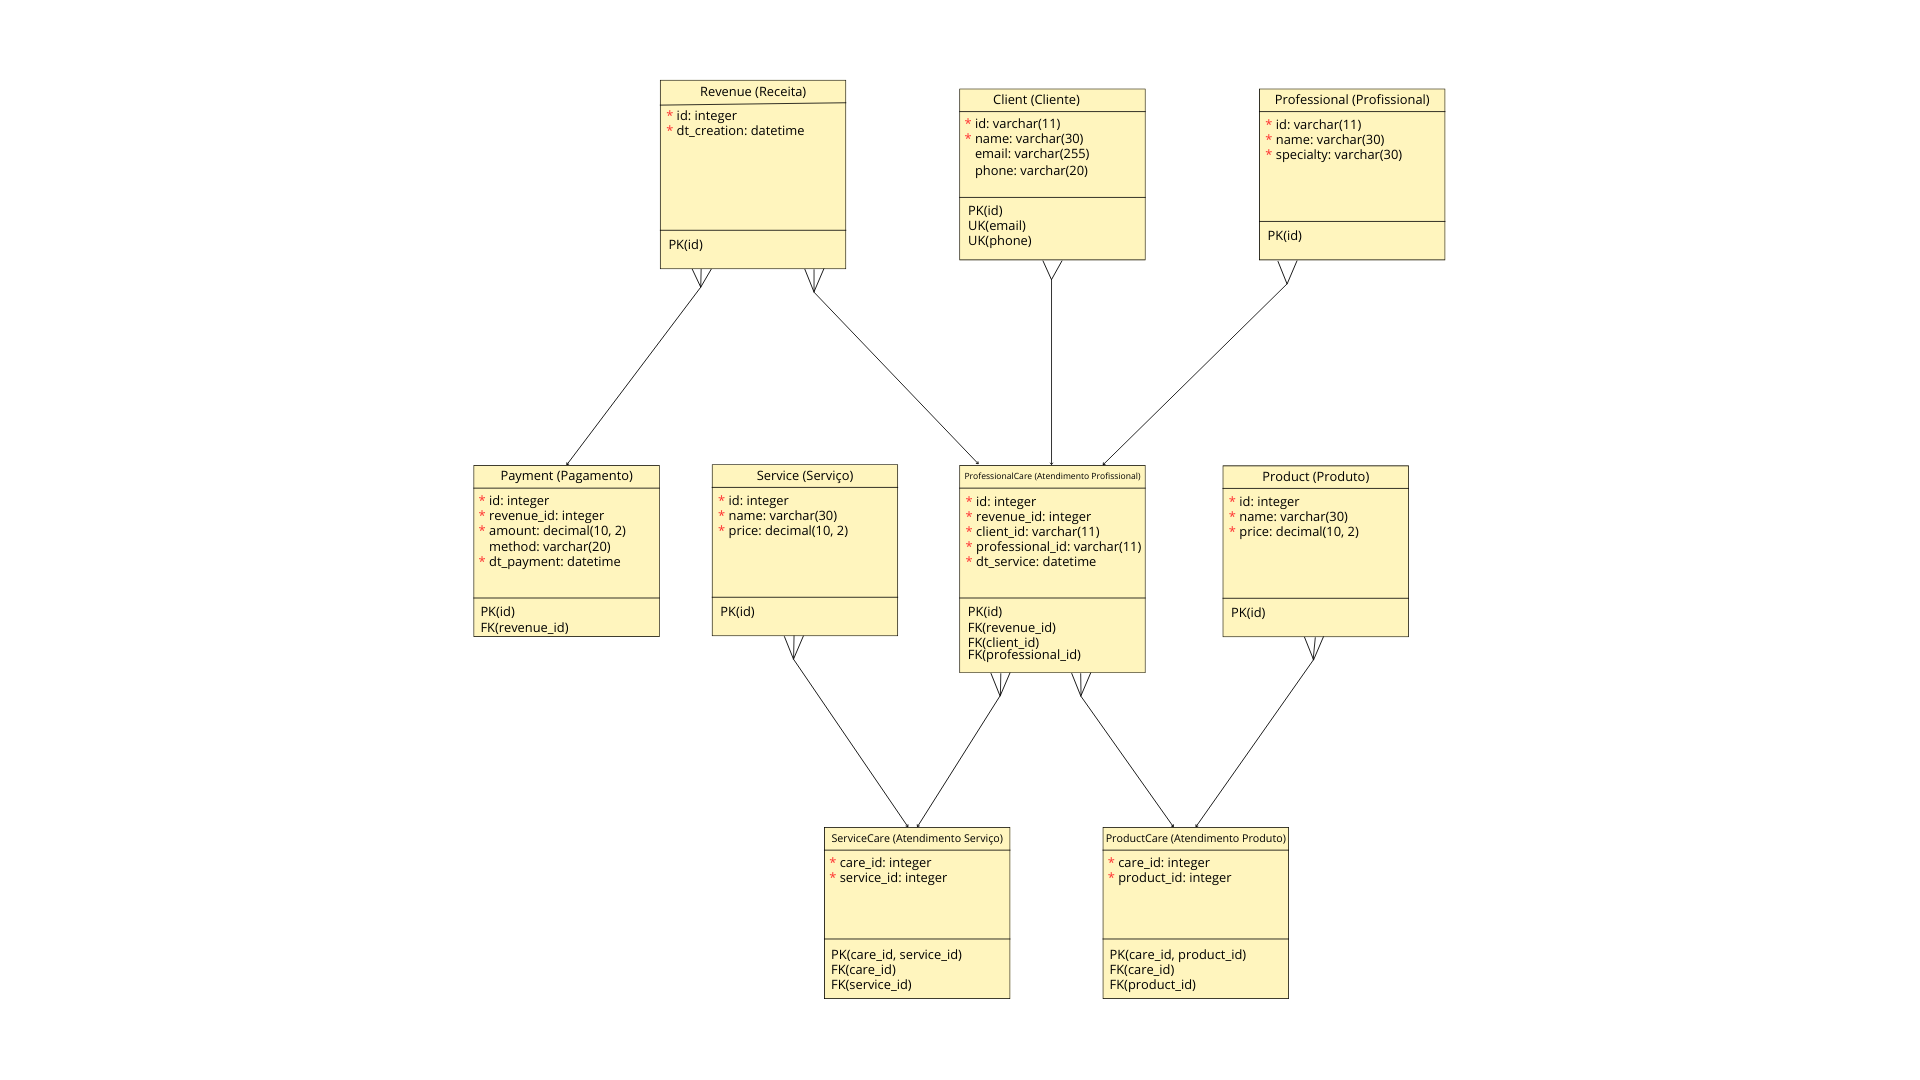 Revenue (Receita)
* id: integer
* dt_creation: datetime
PK(id)
Client (Cliente)
* id: varchar(11)
* name: varchar(30)
email: varchar(255)
phone: varchar(20)
PK(id)
UK(email)
UK(phone)
Professional (Profissional)
* id: varchar(11)
* name: varchar(30)
* specialty: varchar(30)
PK(id)
Payment (Pagamento)
* id: integer
* revenue_id: integer
* amount: decimal(10, 2)
method: varchar(20)
* dt_payment: datetime
PK(id)
FK(revenue_id)
Service (Serviço)
* id: integer
* name: varchar(30)
* price: decimal(10, 2)
PK(id)
ProfessionalCare (Atendimento Profissional)
* id: integer
* revenue_id: integer
* client_id: varchar(11)
* professional_id: varchar(11)
* dt_service: datetime
PK(id)
FK(revenue_id)
FK(client_id)
FK(professional_id)
Product (Produto)
* id: integer
* name: varchar(30)
* price: decimal(10, 2)
PK(id)
ServiceCare (Atendimento Serviço)
* care_id: integer
* service_id: integer
PK(care_id, service_id)
FK(care_id)
FK(service_id)
ProductCare (Atendimento Produto)
* care_id: integer
* product_id: integer
PK(care_id, product_id)
FK(care_id)
FK(product_id)